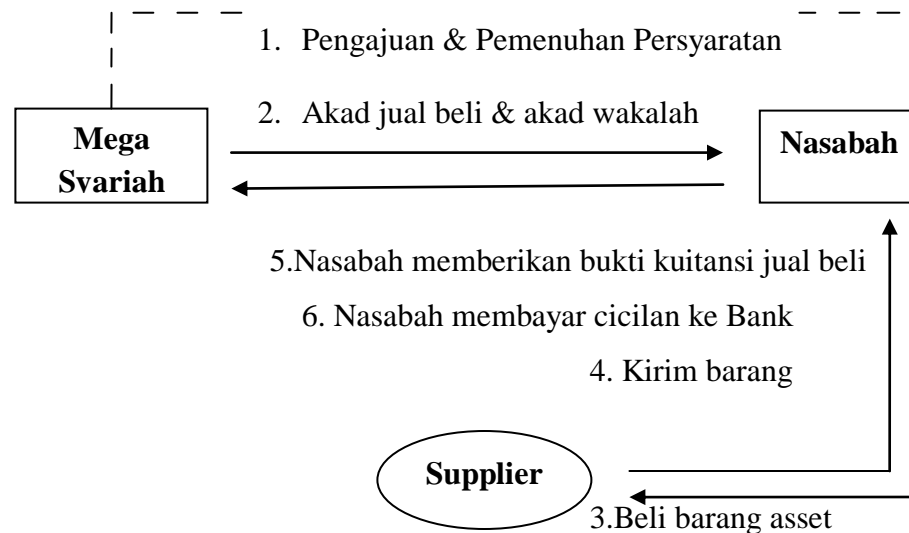 1. Pengajuan & Pemenuhan Persyaratan
2. Akad jual beli & akad wakalah
Mega
Svariah
Nasabah
5.Nasabah memberikan bukti kuitansi jual beli
6. Nasabah membayar cicilan ke Bank
4. Kirim barang
Supplier
3.Beli barang asset